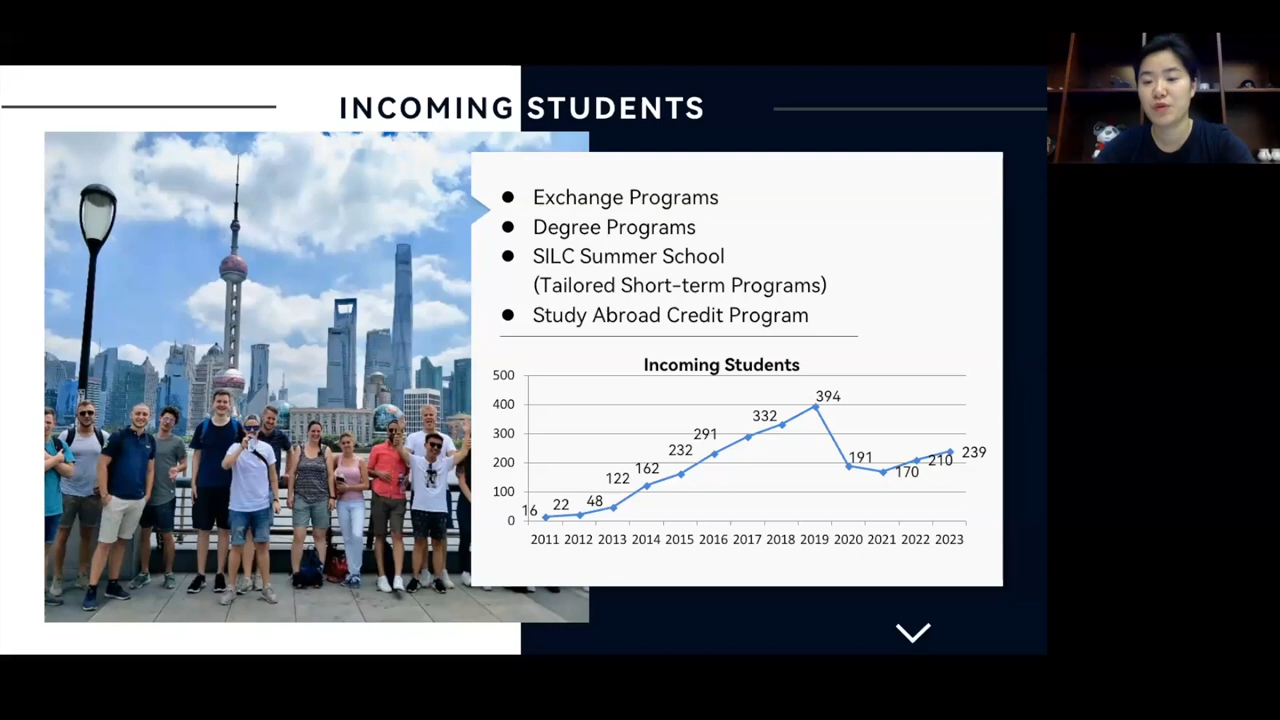 INCOMING STUDENTS
● Exchange Programs
● Degree Programs
● SILC Summer School
(Tailored Short-term Programs)
● Study Abroad Credit Program
Incoming Students
500
400
300
200
100
0
16 22 48 122 162 232 291 332 394 191 170 210 239
2011 2012 2013 2014 2015 2016 2017 2018 2019 2020 2021 2022 2023